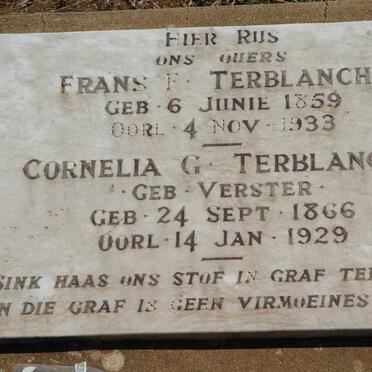 HIER RUS
ONS OUERS
FRANS F. TERBLANCH
GEB · 6 JUNIE 1859
OORL · 4 NOV · 1933
CORNELIA G · TERBLANC
· GEB · VERSTER ·
GEB · 24 SEPT · 1866
OORL · 14 JAN · 1929
SINK HAAS ONS STOF IN GRAF TE
N DIE GRAF IS GEEN VIRMOEINES